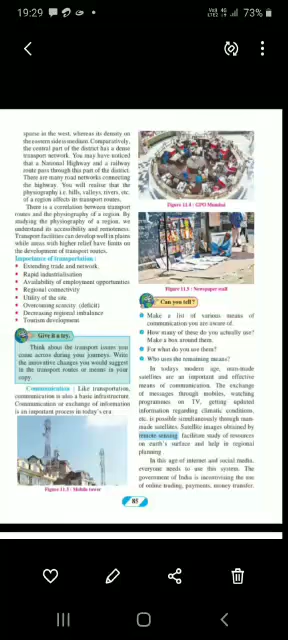 19:29
73%
sparse in the west, whereas its density on
the eastern side is medium. Comparatively,
the central part of the district has a dense
transport network. You may have noticed
that a National Highway and a railway
route pass through this part of the district.
There are many road networks connecting
the highway. You will realise that the
physiography i.e. hills, valleys, rivers, etc.
of a region affects its transport routes.
There is a correlation between transport
routes and the physiography of a region. By
studying the physiography of a region, we
understand its accessibility and remoteness.
Transport facilities can develop well in plains
while areas with higher relief have limits on
the development of transport routes.
Importance of transportation :
Extending trade and network.
Rapid industrialisation
Availability of employment opportunities
Regional connectivity
Utility of the site
Overcoming scarcity (deficit)
Decreasing regional imbalance
Tourism development
Give it a try.
Think about the transport issues you
come across during your journeys. Write
the innovative changes you would suggest
in the transport routes or means in your
copy.
Communication : Like transportation,
communication is also a basic infrastructure.
Communication or exchange of information
is an important process in today's era.
Figure 11.3 : Mobile tower
Figure 11.4 : GPO Mumbai
Figure 11.5 : Newspaper wall
Can you tell ?
Make a list of various means of
communication you are aware of.
How many of these do you actually use?
Make a box around them.
For what do you use them?
Who uses the remaining means?
In todays modern age, man-made
satellites are an important and effective
means of communication. The exchange
of messages through mobiles, watching
programmes on TV, getting updated
information regarding climatic conditions,
etc. is possible simultaneously through man-
made satellites. Satellite images obtained by
remote sensing facilitate study of resources
on earth's surface and help in regional
planning.
In this age of internet and social media,
everyone needs to use this system. The
government of India is incentivising the use
of online trading, payments, money transfer,
85